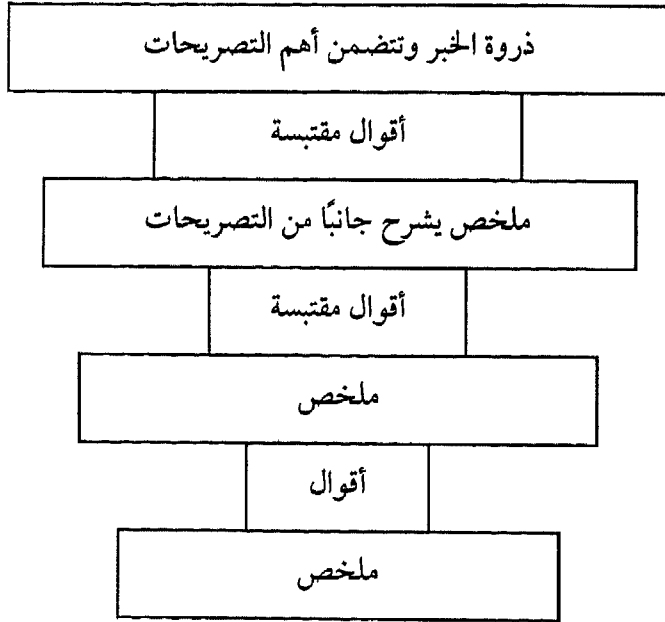 ذروة الخبر وتتضمن أهم التصريحات
أقوال مقتبسة
ملخص يشرح جانبًا من التصريحات
أقوال مقتبسة
ملخص
أقوال
ملخص